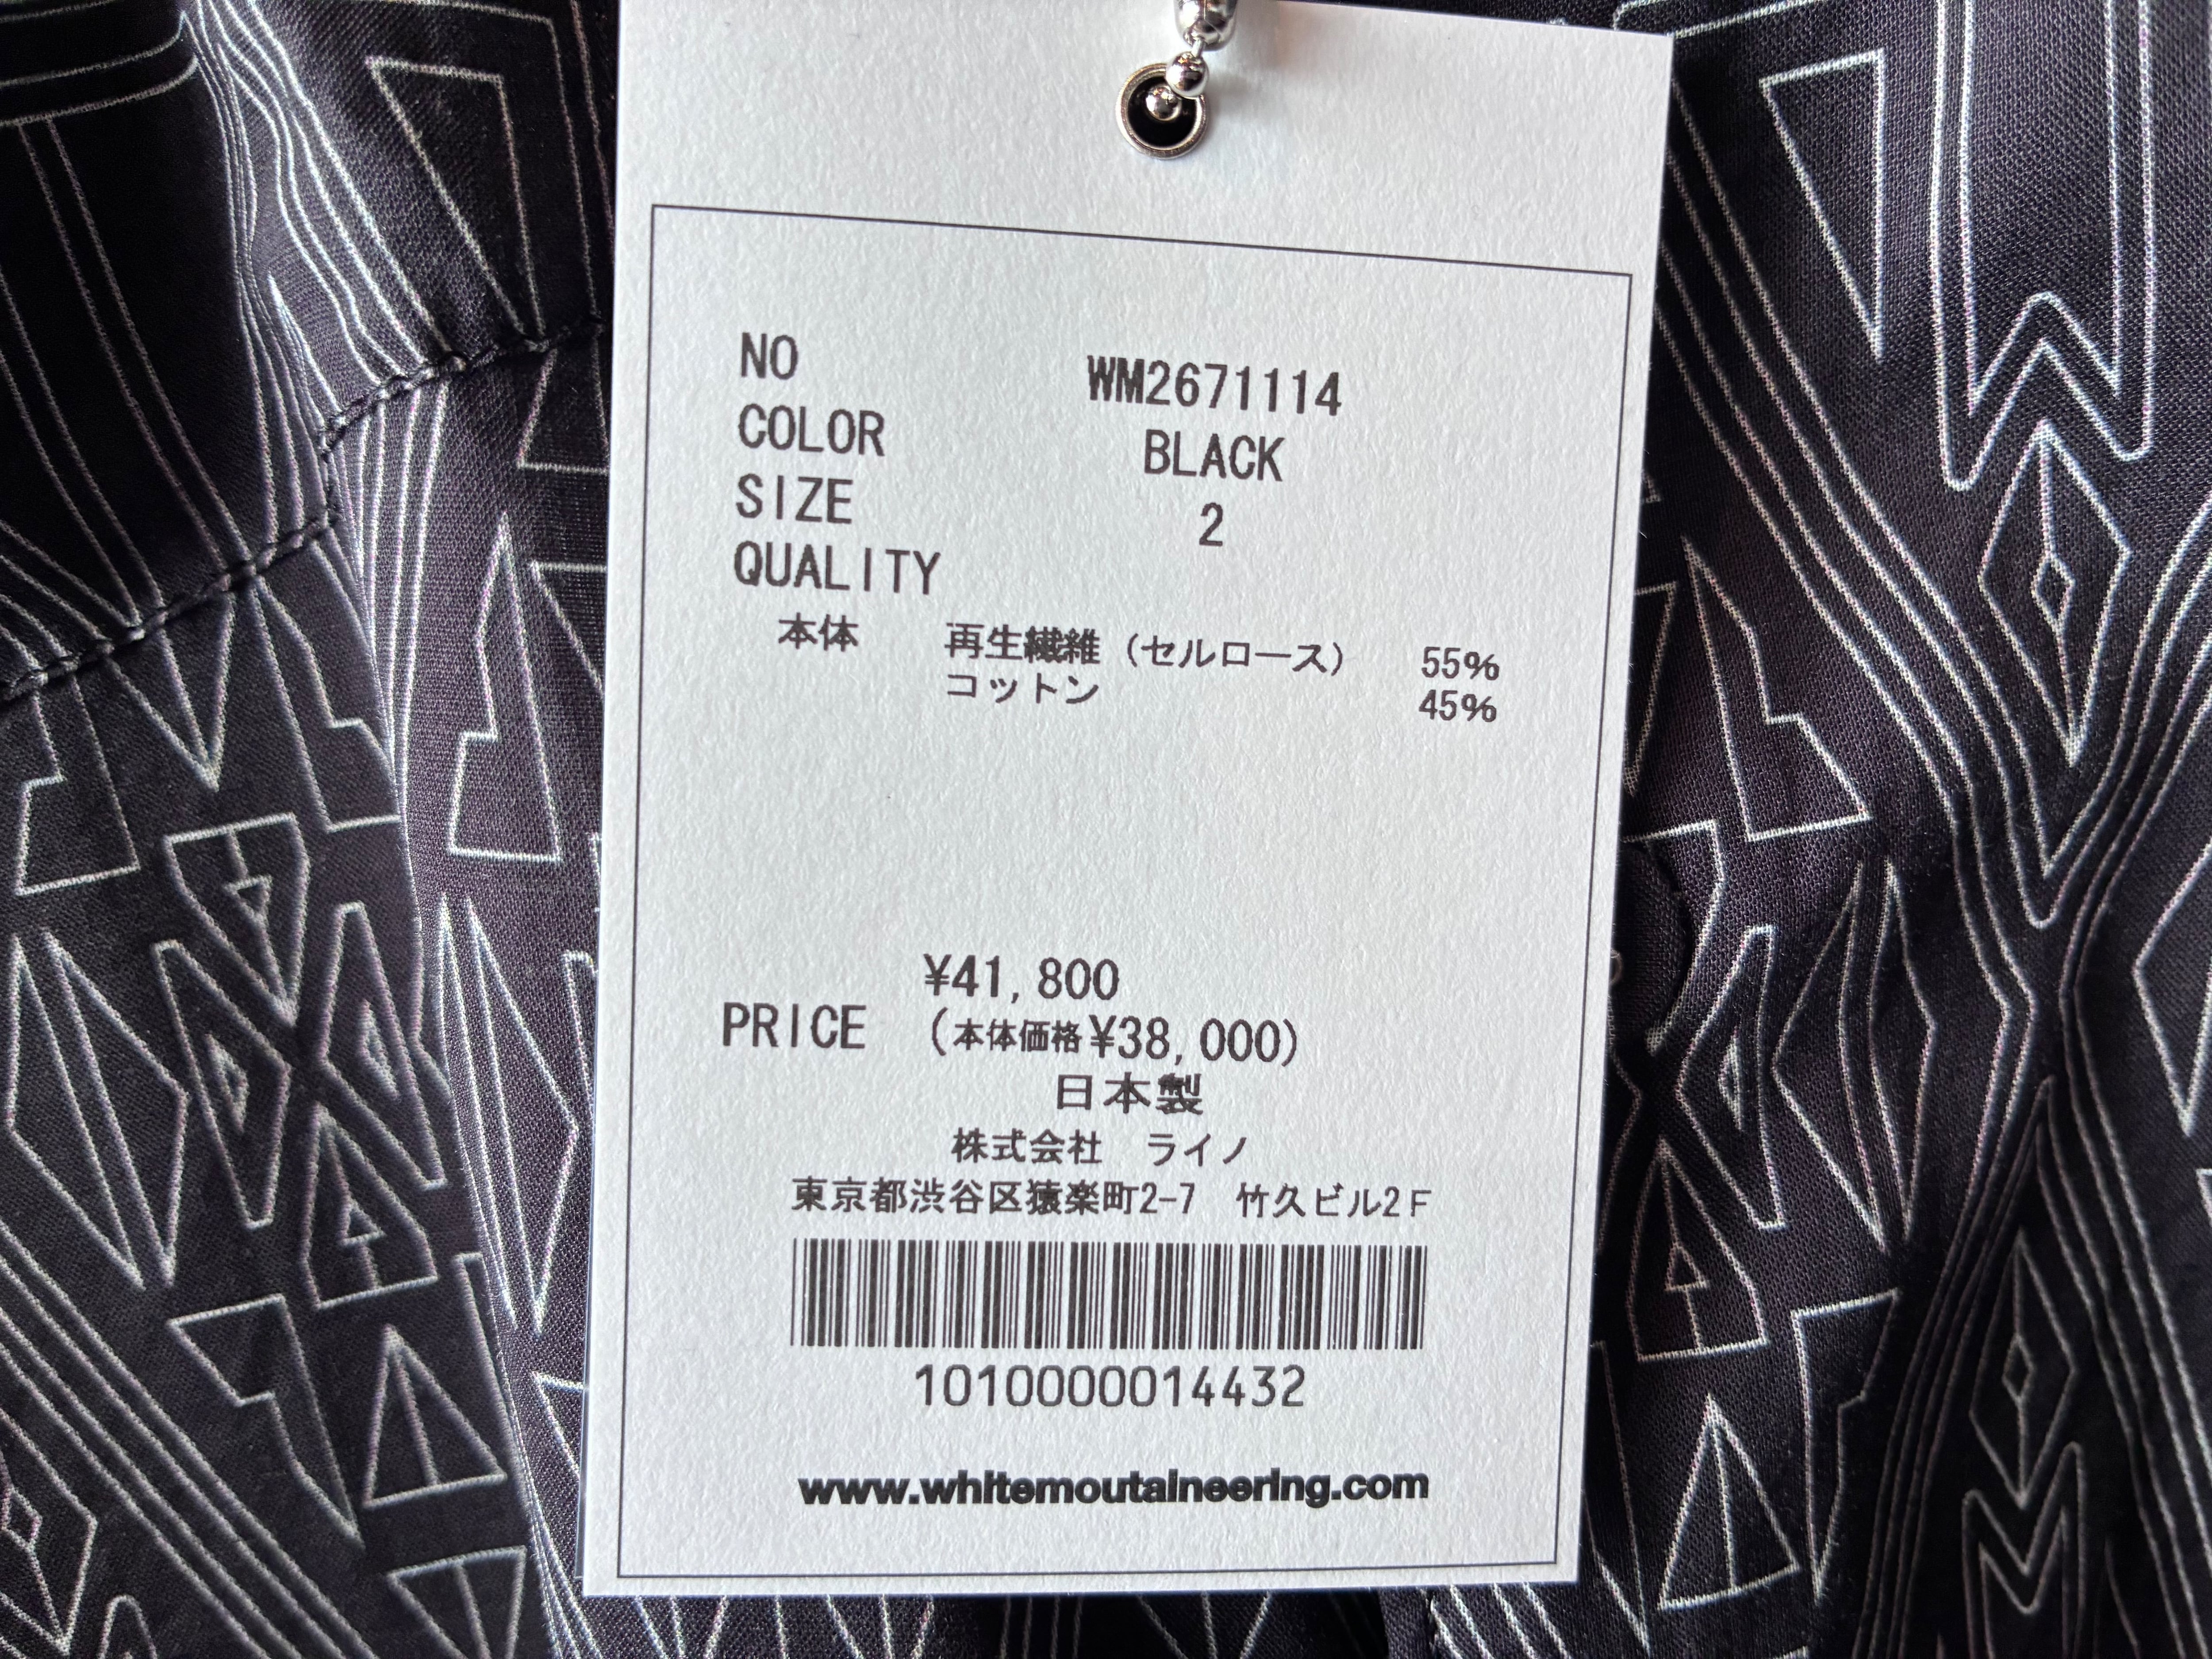 NO WM2671114
COLOR BLACK
SIZE 2
QUALITY
本体 再生繊維（セルロース） 55%
コットン 45%
¥41,800
PRICE (本体価格¥38,000)
日本製
株式会社　ライノ
東京都渋谷区猿楽町2-7　竹久ビル2F
1010000014432
www.whitemoutaineering.com